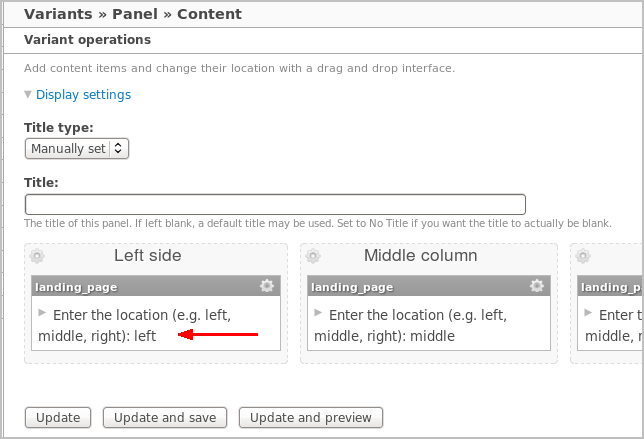 Variants » Panel » Content
Variant operations
Add content items and change their location with a drag and drop interface.
Display settings
Title type:
Manually set
Title:
The title of this panel. If left blank, a default title may be used. Set to No Title if you want the title to actually be blank.
Left side
landing_page
Enter the location (e.g. left,
middle, right): left
Middle column
landing_page
Enter the location (e.g. left,
middle, right): middle
landing_p
Enter t
middle, r
Update
Update and save
Update and preview